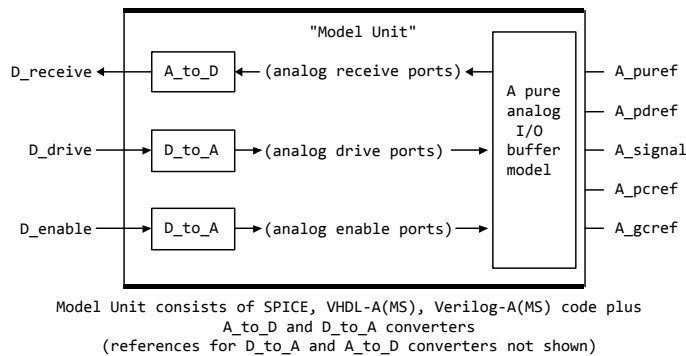 "Model Unit"
D_receive
A_to_D
(analog receive ports)
D_drive
D_to_A
(analog drive ports)
D_enable
D_to_A
(analog enable ports)
A pure
analog
I/O
buffer
model
A_puref
A_pdref
A_signal
A_pcref
A_gcref
Model Unit consists of SPICE, VHDL-A(MS), Verilog-A(MS) code plus
A_to_D and D_to_A converters
(references for D_to_A and A_to_D converters not shown)